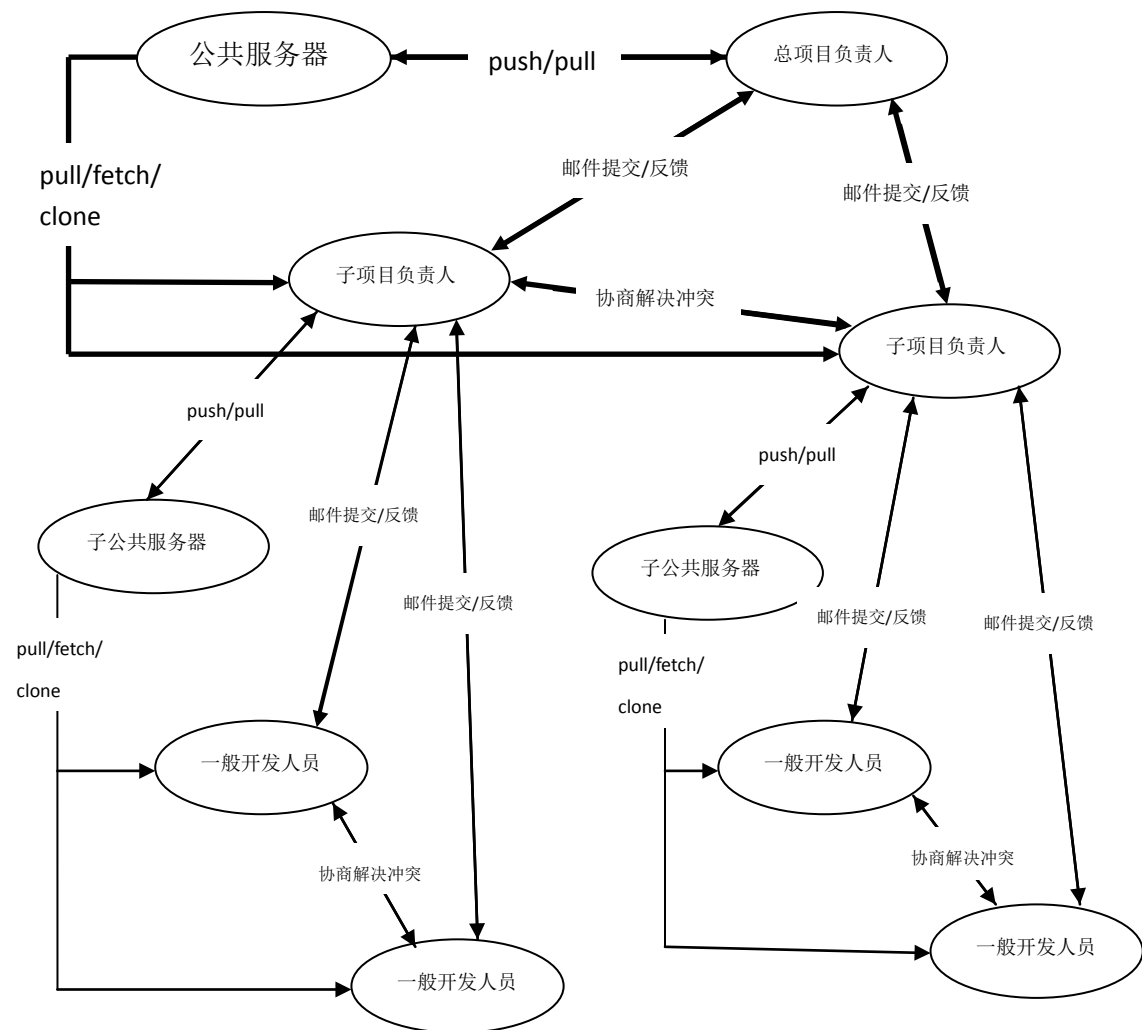 公共服务器
push/pull
总项目负责人
pull/fetch/
clone
邮件提交/反馈
邮件提交/反馈
子项目负责人
协商解决冲突
子项目负责人
push/pull
push/pull
邮件提交/反馈
子公共服务器
子公共服务器
邮件提交/反馈
邮件提交/反馈
邮件提交/反馈
pull/fetch/
clone
pull/fetch/
clone
一般开发人员
一般开发人员
协商解决冲突
协商解决冲突
一般开发人员
一般开发人员